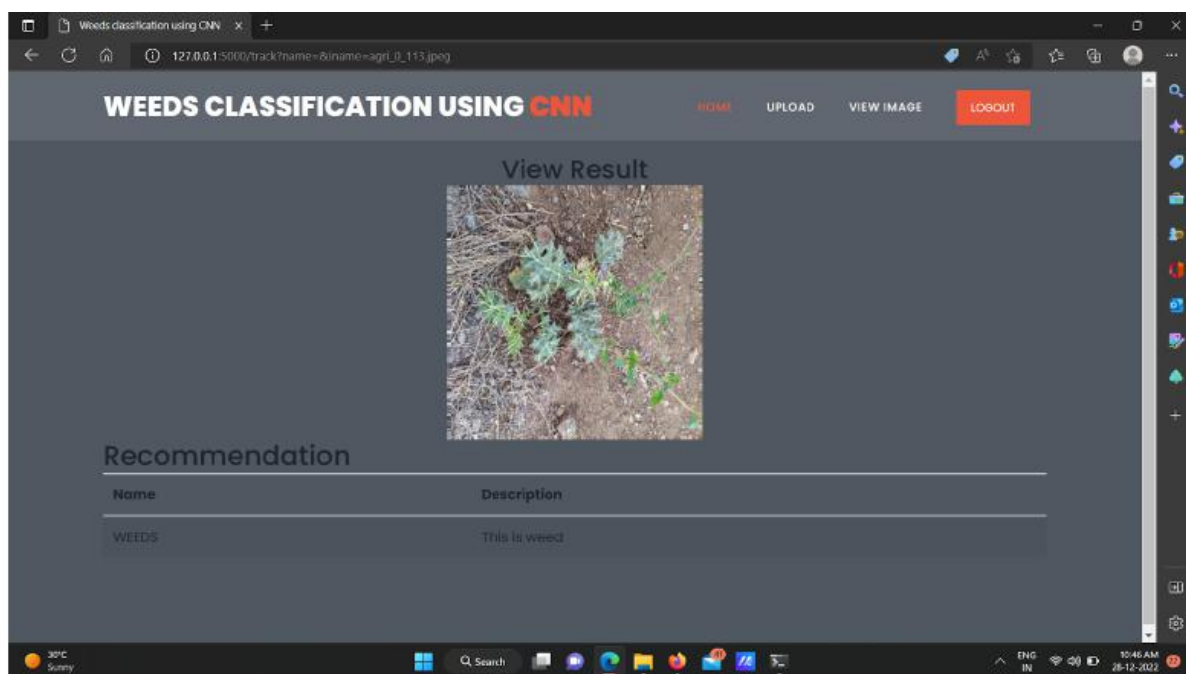 Weeds classification using CNN
127.0.0.1:5000/track?name=&iname=agri_0_113.jpeg
WEEDS CLASSIFICATION USING CNN
HOME
UPLOAD
VIEW IMAGE
LOGOUT
View Result
Recommendation
Name Description
WEEDS This is weed
30°C
Sunny
Search
ENG
IN
10:46 AM
28-12-2022